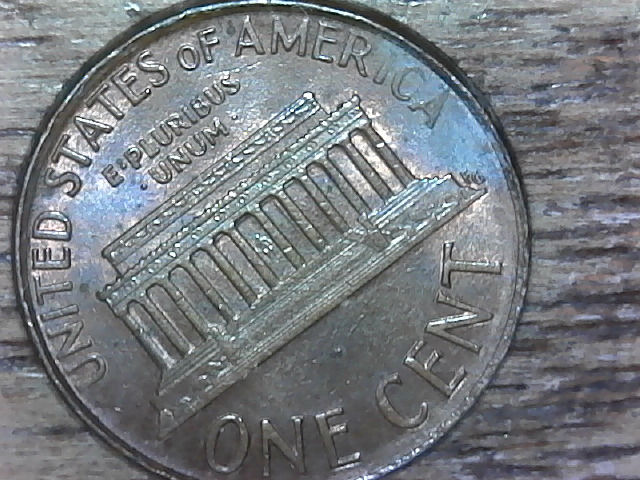 UNITED STATES OF AMERICA
E·PLURIBUS
·UNUM·
ONE CENT